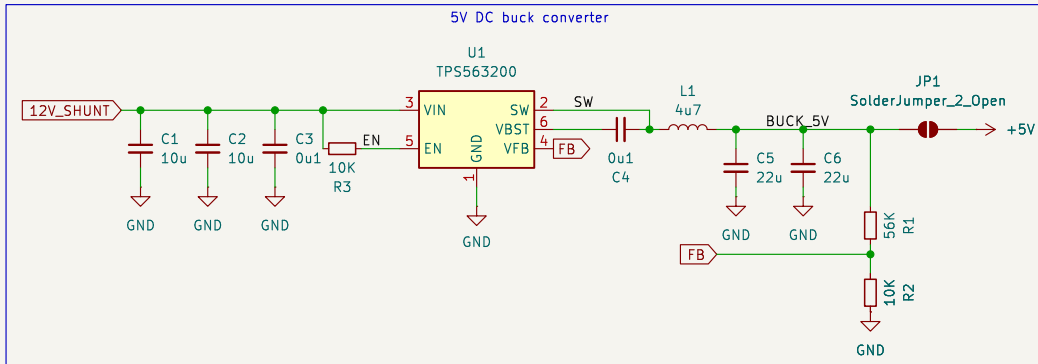 5V DC buck converter
U1
TPS563200
12V_SHUNT
3
VIN
5
EN
EN
GND
1
SW
2
SW
VBST
6
VFB
4
FB
C1
10u
C2
10u
C3
0u1
10K
R3
0u1
C4
L1
4u7
BUCK_5V
JP1
SolderJumper_2_Open
+5V
C5
22u
C6
22u
56K
R1
FB
10K
R2
GND
GND
GND
GND
GND
GND
GND